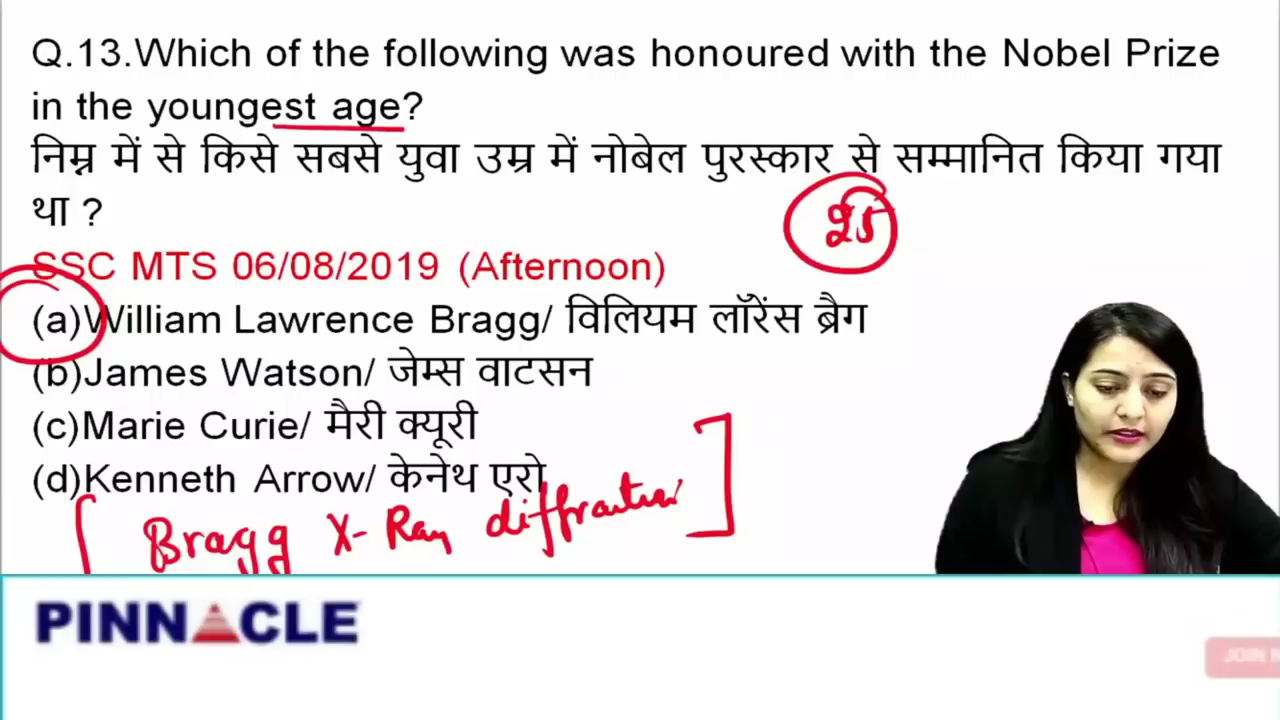 Q.13.Which of the following was honoured with the Nobel Prize
in the youngest age?
निम्न में से किसे सबसे युवा उम्र में नोबेल पुरस्कार से सम्मानित किया गया
था ?
25
SSC MTS 06/08/2019 (Afternoon)
(a)William Lawrence Bragg/ विलियम लॉरेंस ब्रैग
(b)James Watson/ जेम्स वाटसन
(c)Marie Curie/ मैरी क्यूरी
(d)Kenneth Arrow/ केनेथ एरो
[ Bragg X-Ray diffraction ]
PINNACLE
JOIN N